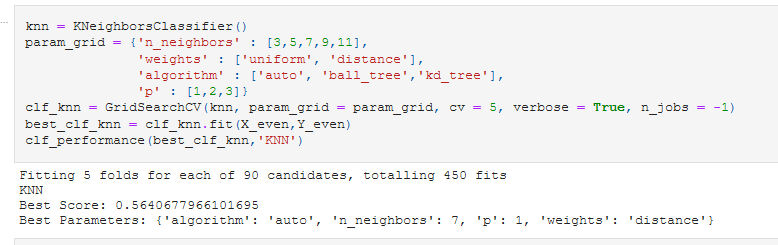 knn = KNeighborsClassifier()
param_grid = {'n_neighbors' : [3,5,7,9,11],
              'weights' : ['uniform', 'distance'],
              'algorithm' : ['auto', 'ball_tree','kd_tree'],
              'p' : [1,2,3]}
clf_knn = GridSearchCV(knn, param_grid = param_grid, cv = 5, verbose = True, n_jobs = -1)
best_clf_knn = clf_knn.fit(X_even,Y_even)
clf_performance(best_clf_knn,'KNN')
Fitting 5 folds for each of 90 candidates, totalling 450 fits
KNN
Best Score: 0.5640677966101695
Best Parameters: {'algorithm': 'auto', 'n_neighbors': 7, 'p': 1, 'weights': 'distance'}